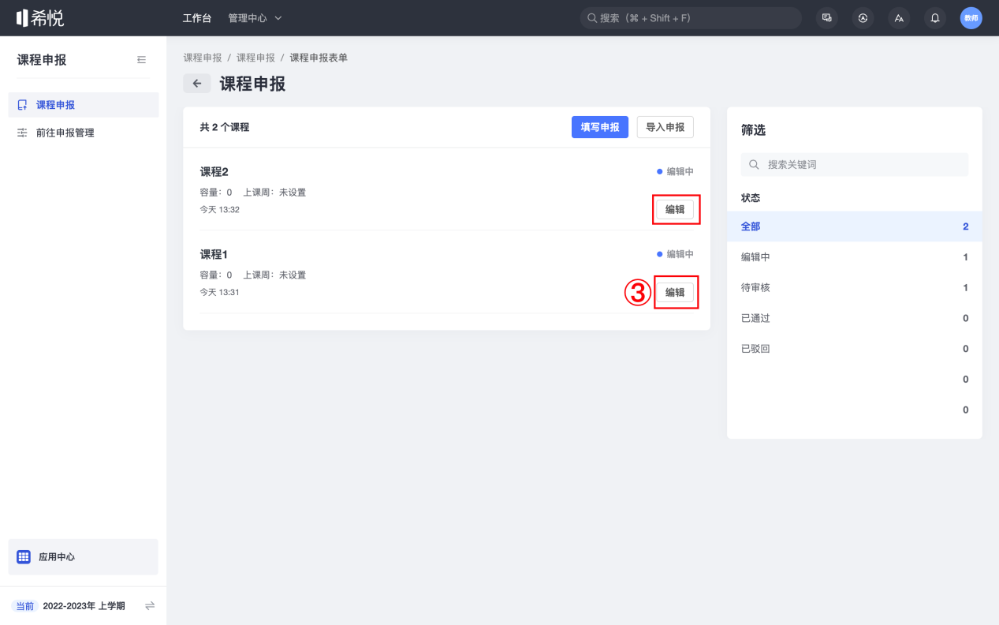 希悦
工作台 管理中心
搜索（⌘ + Shift + F）
教师
课程申报
课程申报
前往申报管理
应用中心
当前 2022-2023年 上学期
课程申报 / 课程申报 / 课程申报表单
课程申报
共 2 个课程
填写申报 导入申报
课程2
编辑中
容量：0 上课周：未设置
今天 13:32
编辑
课程1
编辑中
容量：0 上课周：未设置
今天 13:31
③ 编辑
筛选
搜索关键词
状态
全部 2
编辑中 1
待审核 1
已通过 0
已驳回 0
0
0